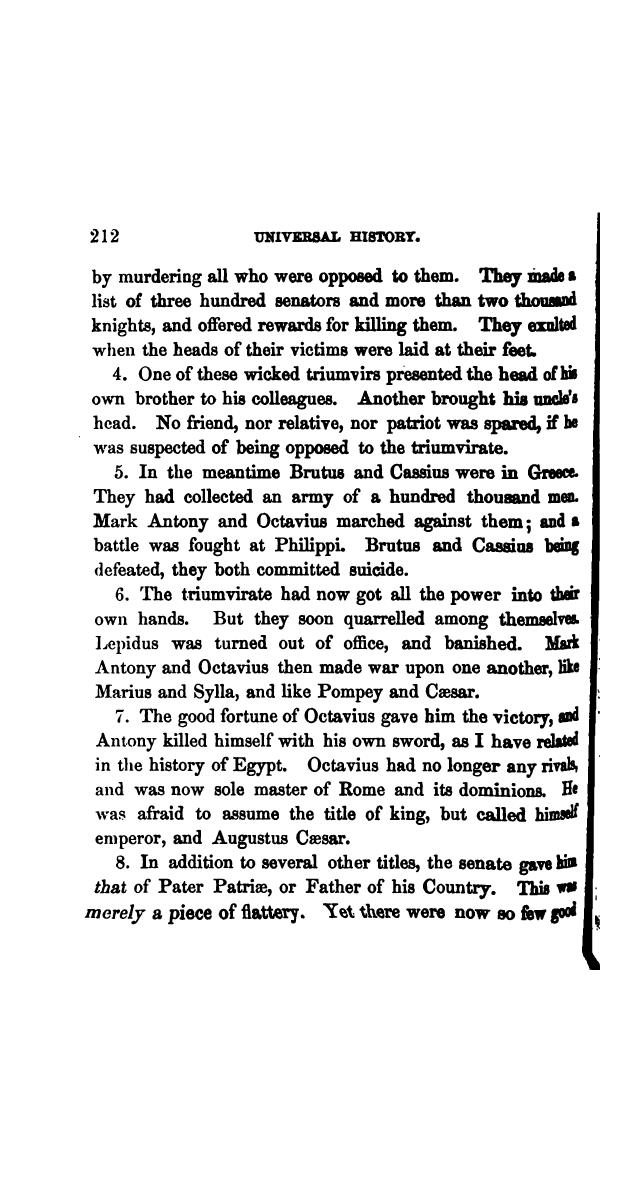 212 UNIVERSAL HISTORY.
by murdering all who were opposed to them. They made a
list of three hundred senators and more than two thousand
knights, and offered rewards for killing them. They exulted
when the heads of their victims were laid at their feet.
4. One of these wicked triumvirs presented the head of his
own brother to his colleagues. Another brought his uncle's
head. No friend, nor relative, nor patriot was spared, if he
was suspected of being opposed to the triumvirate.
5. In the meantime Brutus and Cassius were in Greece.
They had collected an army of a hundred thousand men.
Mark Antony and Octavius marched against them; and a
battle was fought at Philippi. Brutus and Cassius being
defeated, they both committed suicide.
6. The triumvirate had now got all the power into their
own hands. But they soon quarrelled among themselves.
Lepidus was turned out of office, and banished. Mark
Antony and Octavius then made war upon one another, like
Marius and Sylla, and like Pompey and Cæsar.
7. The good fortune of Octavius gave him the victory, and
Antony killed himself with his own sword, as I have related
in the history of Egypt. Octavius had no longer any rivals,
and was now sole master of Rome and its dominions. He
was afraid to assume the title of king, but called himself
emperor, and Augustus Cæsar.
8. In addition to several other titles, the senate gave him
that of Pater Patriæ, or Father of his Country. This was
merely a piece of flattery. Yet there were now so few good